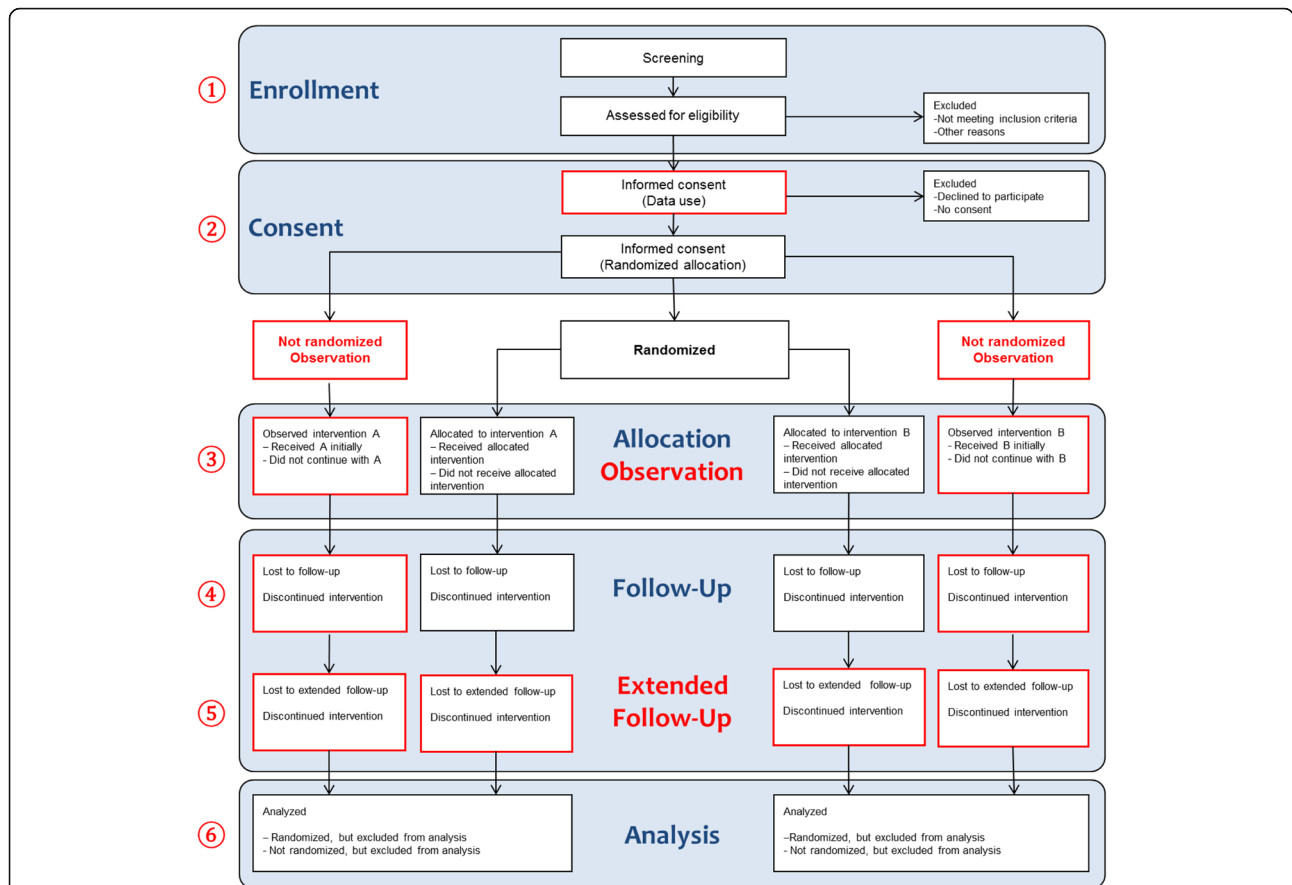 ①
Enrollment
Screening
Assessed for eligibility
Excluded
-Not meeting inclusion criteria
-Other reasons
②
Consent
Informed consent
(Data use)
Excluded
-Declined to participate
-No consent
Informed consent
(Randomized allocation)
Not randomized
Observation
Randomized
Not randomized
Observation
③
Observed intervention A
- Received A initially
- Did not continue with A
Allocated to intervention A
– Received allocated
intervention
– Did not receive allocated
intervention
Allocation
Observation
Allocated to intervention B
– Received allocated
intervention
– Did not receive allocated
intervention
Observed intervention B
- Received B initially
- Did not continue with B
④
Lost to follow-up
Discontinued intervention
Lost to follow-up
Discontinued intervention
Follow-Up
Lost to follow-up
Discontinued intervention
Lost to follow-up
Discontinued intervention
⑤
Lost to extended follow-up
Discontinued intervention
Lost to extended follow-up
Discontinued intervention
Extended
Follow-Up
Lost to extended follow-up
Discontinued intervention
Lost to extended follow-up
Discontinued intervention
⑥
Analyzed
– Randomized, but excluded from analysis
- Not randomized, but excluded from analysis
Analysis
Analyzed
–Randomized, but excluded from analysis
- Not randomized, but excluded from analysis